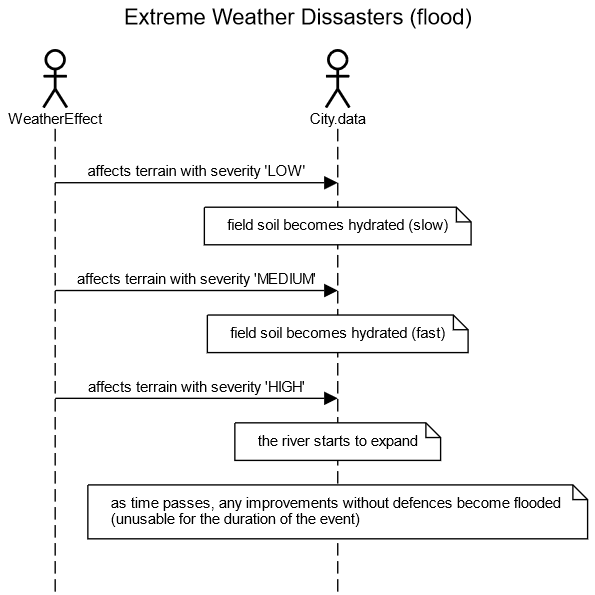 Extreme Weather Dissasters (flood)
WeatherEffect
City.data
affects terrain with severity 'LOW'
field soil becomes hydrated (slow)
affects terrain with severity 'MEDIUM'
field soil becomes hydrated (fast)
affects terrain with severity 'HIGH'
the river starts to expand
as time passes, any improvements without defences become flooded
(unusable for the duration of the event)